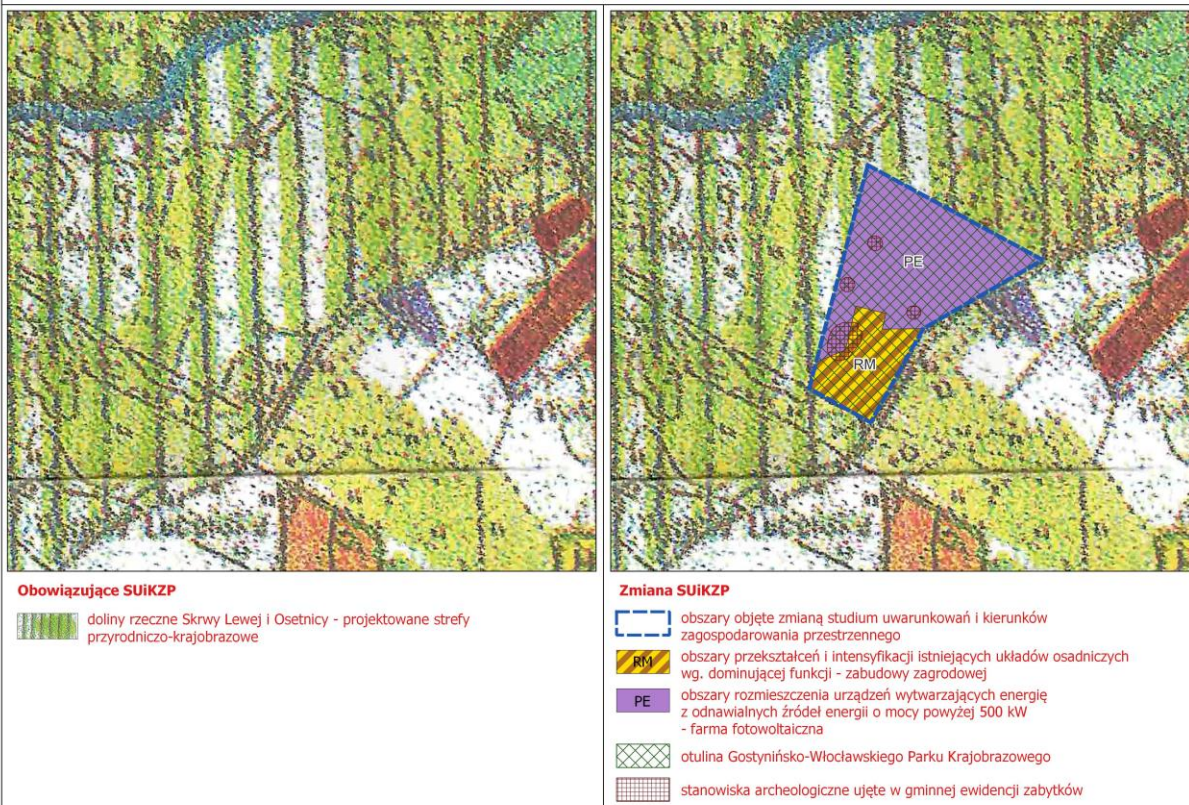 PE
RM
Obowiązujące SUiKZP
doliny rzeczne Skrwy Lewej i Osetnicy - projektowane strefy
przyrodniczo-krajobrazowe
Zmiana SUiKZP
obszary objęte zmianą studium uwarunkowań i kierunków
zagospodarowania przestrzennego
RM
obszary przekształceń i intensyfikacji istniejących układów osadniczych
wg. dominującej funkcji - zabudowy zagrodowej
PE
obszary rozmieszczenia urządzeń wytwarzających energię
z odnawialnych źródeł energii o mocy powyżej 500 kW
- farma fotowoltaiczna
otulina Gostynińsko-Włocławskiego Parku Krajobrazowego
stanowiska archeologiczne ujęte w gminnej ewidencji zabytków